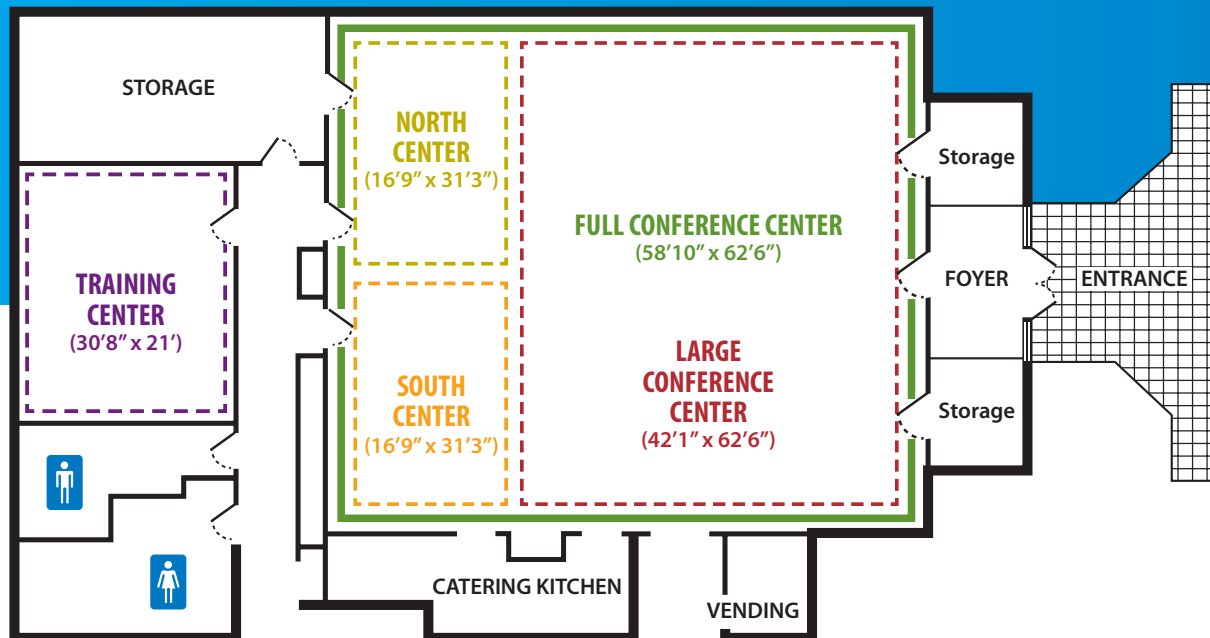 STORAGE
NORTH
CENTER
(16’9” x 31’3”)
Storage
FULL CONFERENCE CENTER
(58’10” x 62’6”)
TRAINING
CENTER
(30’8” x 21’)
FOYER
ENTRANCE
SOUTH
CENTER
(16’9” x 31’3”)
LARGE
CONFERENCE
CENTER
(42’1” x 62’6”)
Storage
CATERING KITCHEN
VENDING